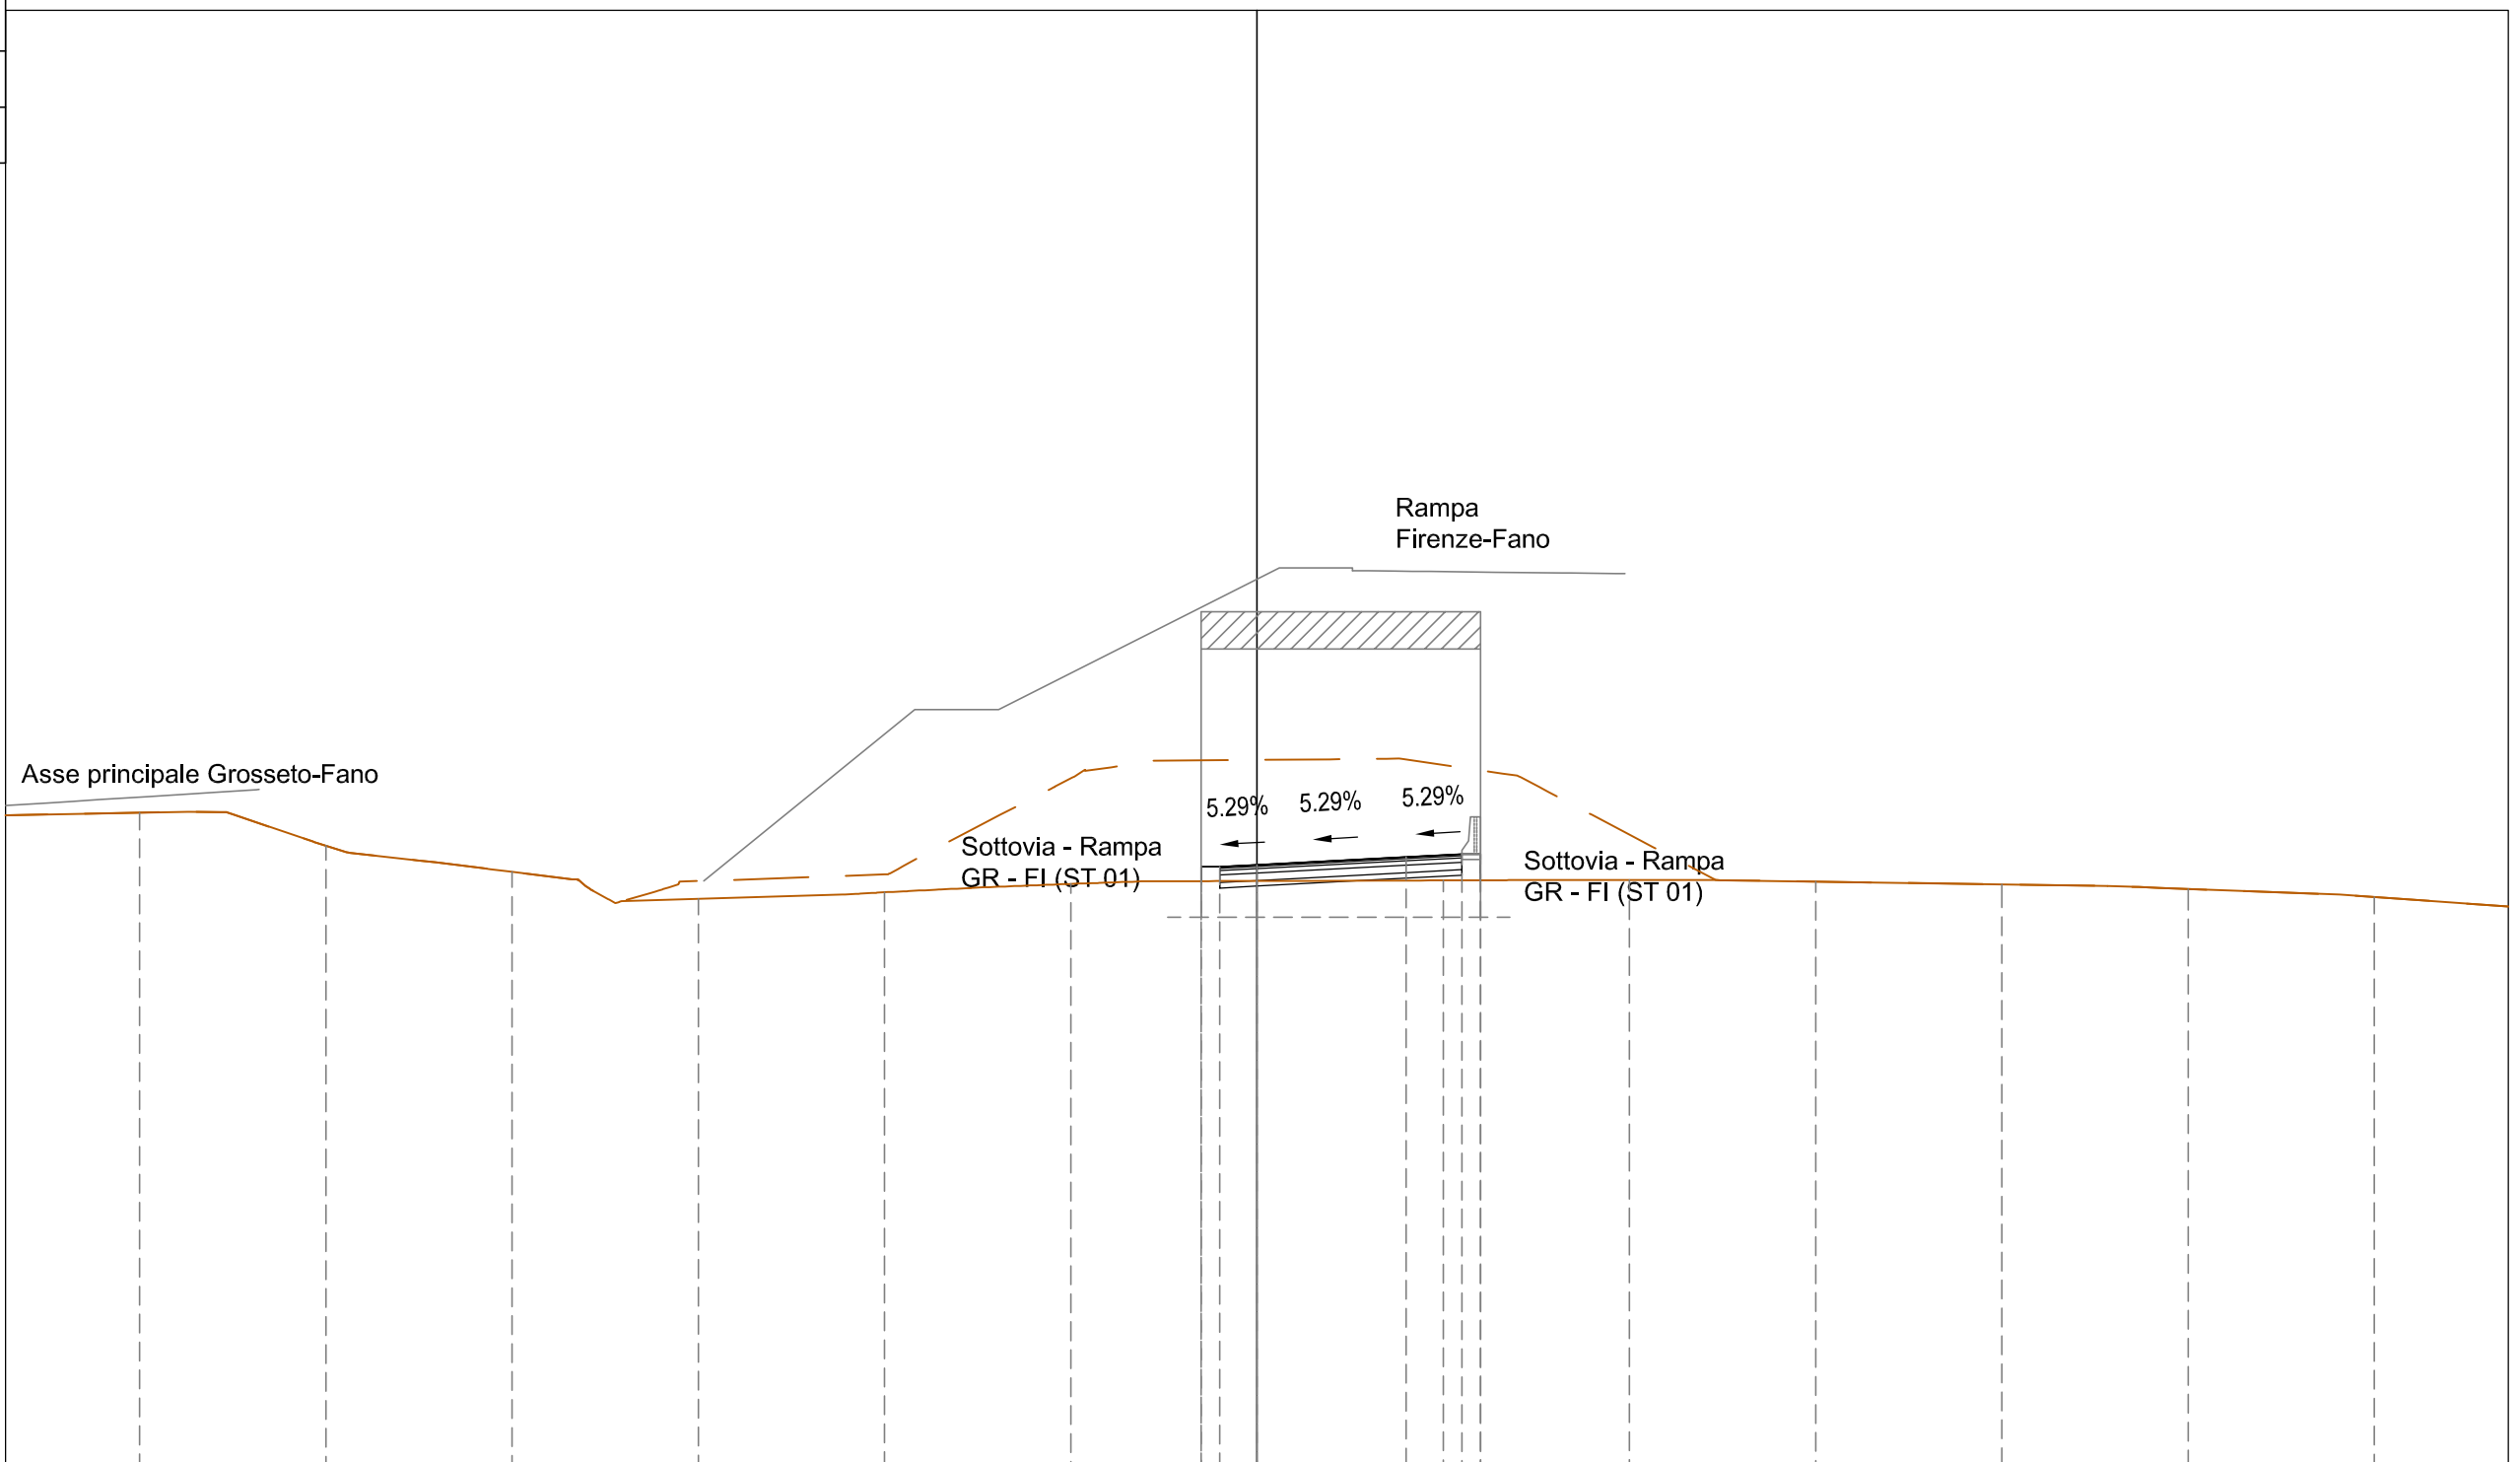 Rampa
Firenze-Fano
Asse principale Grosseto-Fano
5.29% 5.29% 5.29%
Sottovia - Rampa
GR - FI (ST 01)
Sottovia - Rampa
GR - FI (ST 01)